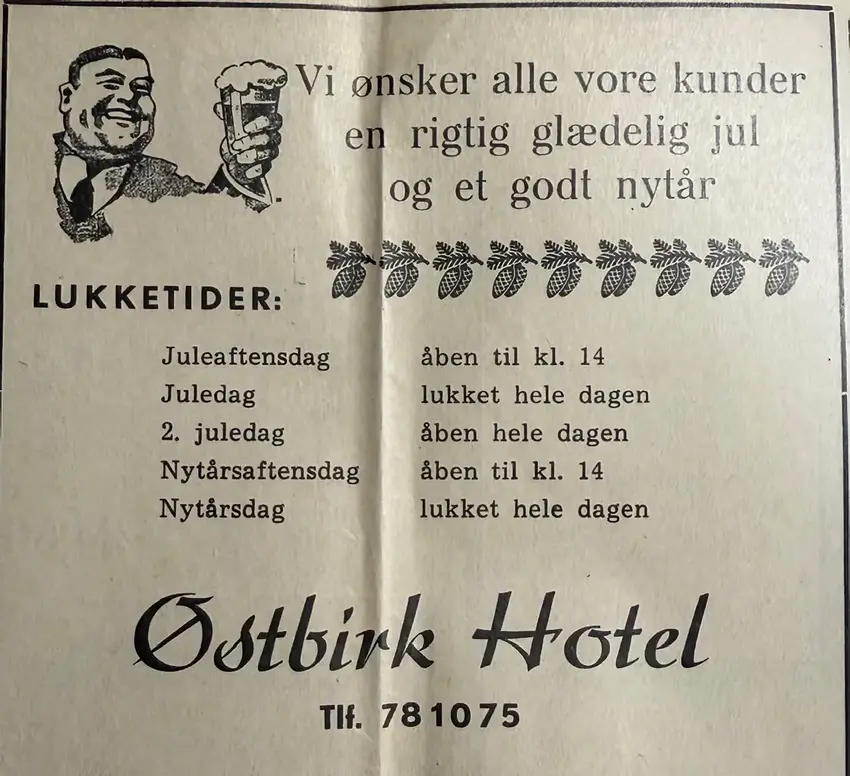 Vi ønsker alle vore kunder
en rigtig glædelig jul
og et godt nytår
LUKKETIDER:
Juleaftensdag åben til kl. 14
Juledag lukket hele dagen
2. juledag åben hele dagen
Nytårsaftensdag åben til kl. 14
Nytårsdag lukket hele dagen
Østbirk Hotel
Tlf. 781075